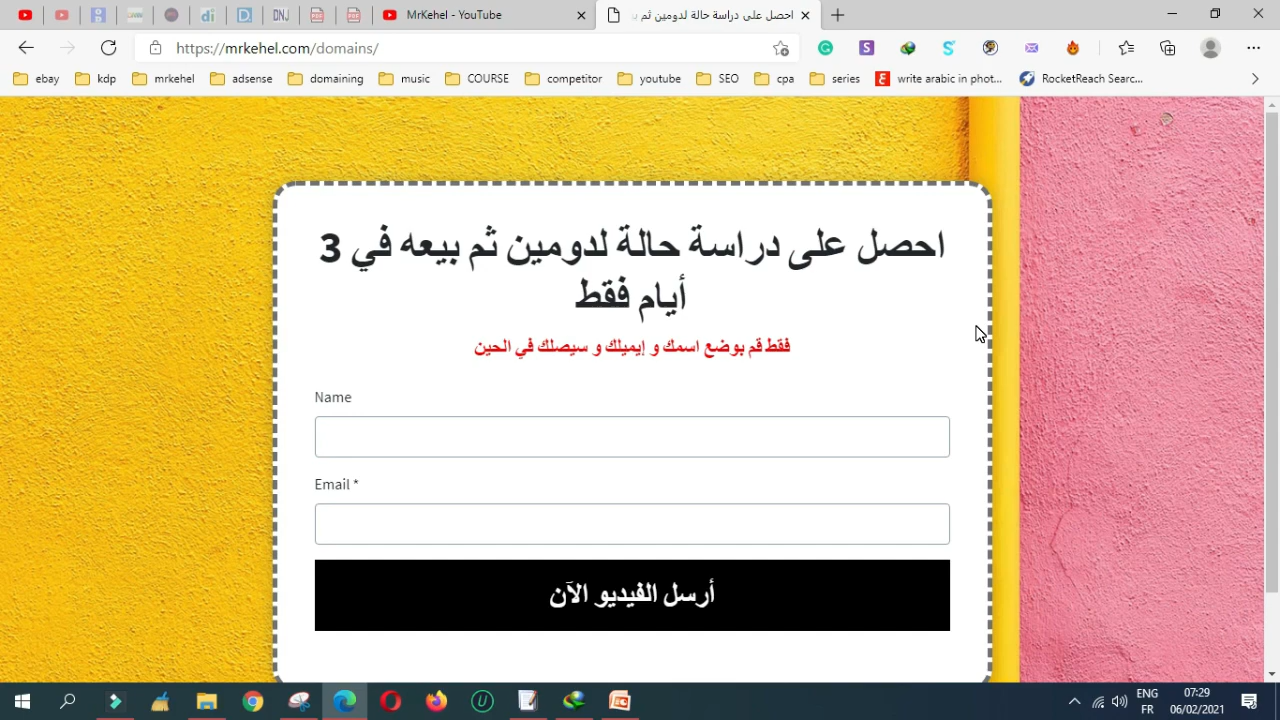 MrKehel - YouTube
احصل على دراسة حالة لدومين ثم
https://mrkehel.com/domains/
ebay
kdp
mrkehel
adsense
domaining
music
COURSE
competitor
youtube
SEO
cpa
series
write arabic in phot...
RocketReach Searc...
احصل على دراسة حالة لدومين ثم بيعه في 3
أيام فقط
فقط قم بوضع اسمك و إيميلك و سيصلك في الحين
Name
Email *
أرسل الفيديو الآن
ENG
FR
07:29
06/02/2021